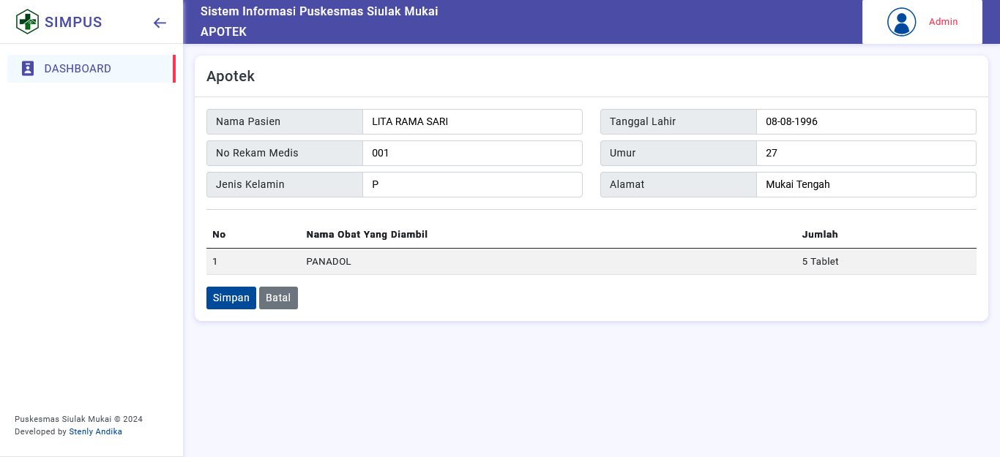 SIMPUS
Sistem Informasi Puskesmas Siulak Mukai
APOTEK
Admin
DASHBOARD
Apotek
Nama Pasien LITA RAMA SARI Tanggal Lahir 08-08-1996
No Rekam Medis 001 Umur 27
Jenis Kelamin P Alamat Mukai Tengah
No Nama Obat Yang Diambil Jumlah
1 PANADOL 5 Tablet
Simpan Batal
Puskesmas Siulak Mukai © 2024
Developed by Stenly Andika